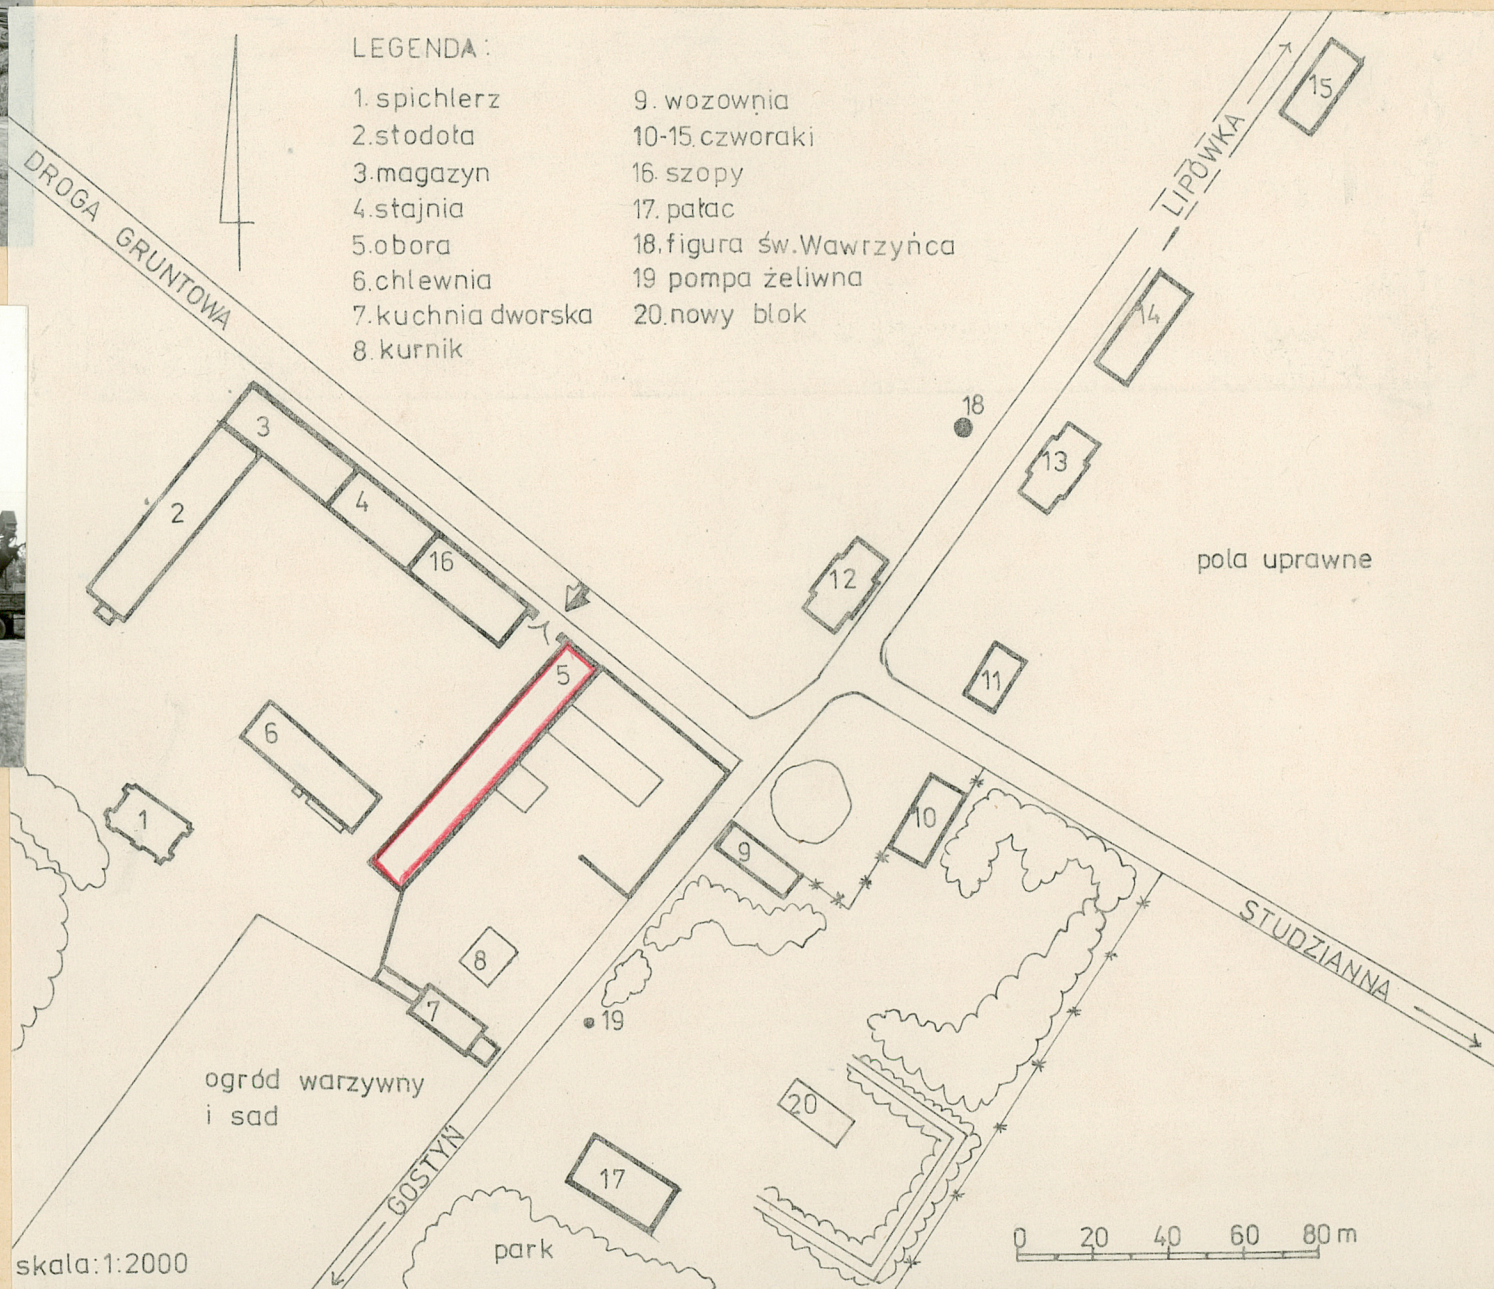 LEGENDA:
1. spichlerz
2. stodoła
3. magazyn
4. stajnia
5. obora
6. chlewnia
7. kuchnia dworska
8. kurnik
9. wozownia
10-15. czworaki
16. szopy
17. pałac
18. figura św. Wawrzyńca
19 pompa żeliwna
20. nowy blok
DROGA GRUNTOWA
LIPÓWKA
15
14
18
13
12
11
pola uprawne
3
4
16
2
5
6
1
9
10
8
7
19
STUDZIANNA
ogród warzywny
i sad
20
GOSTYŃ
17
park
skala: 1:2000
0 20 40 60 80 m